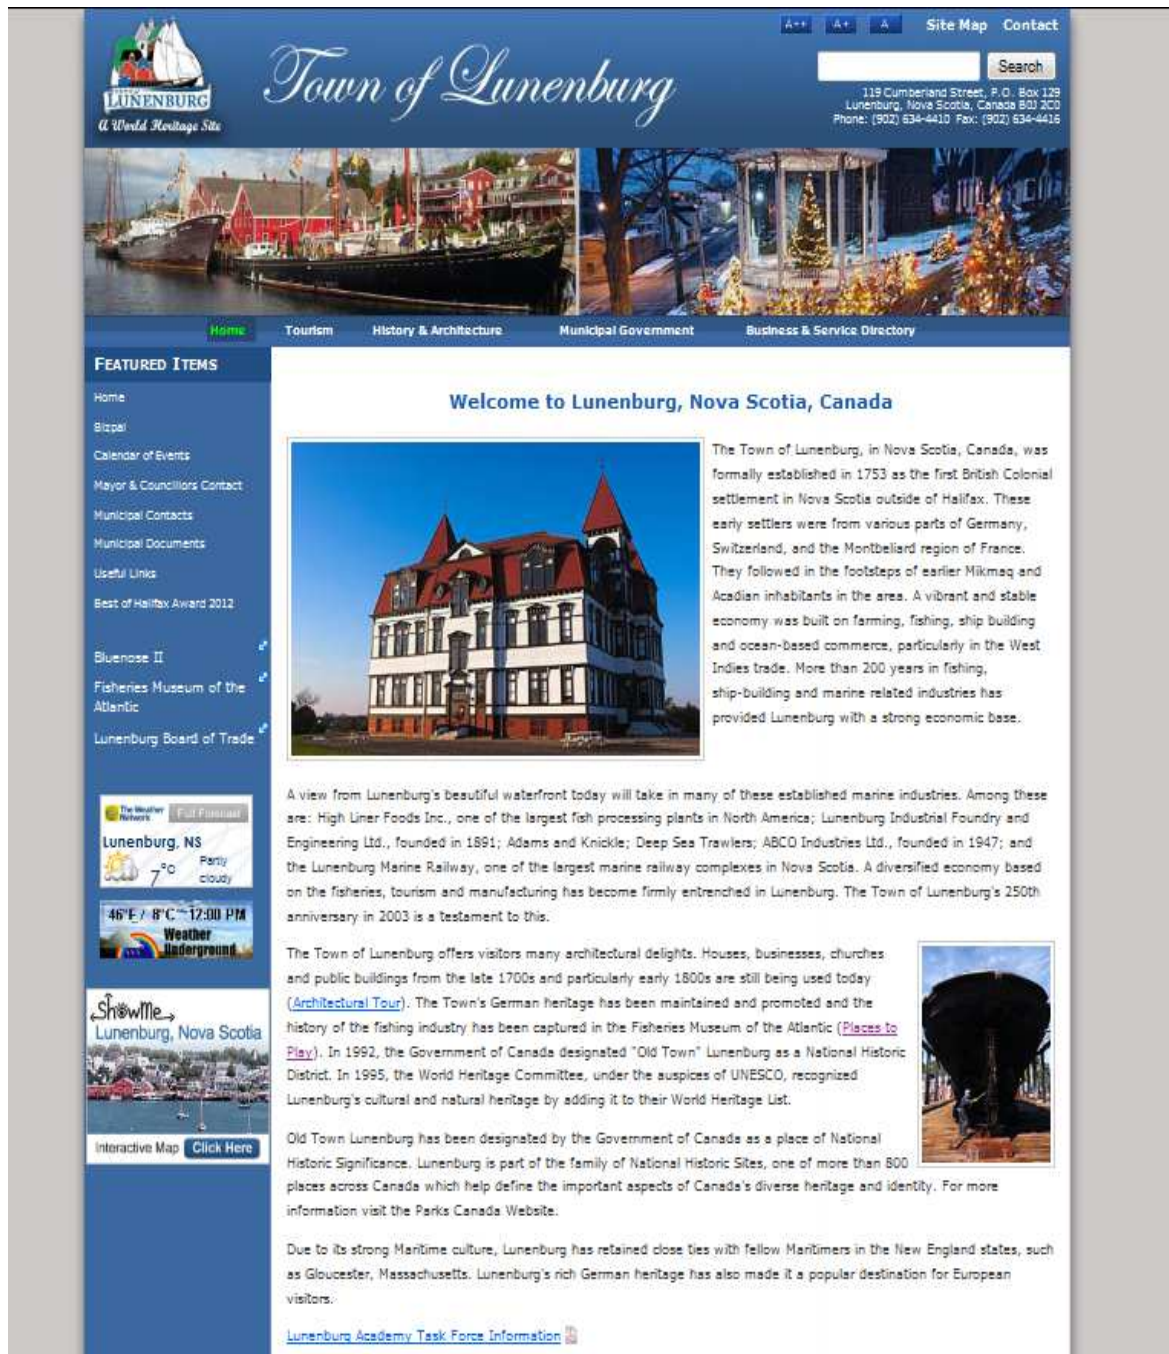 A++ A+ A Site Map Contact
LUNENBURG
A World Heritage Site
Town of Lunenburg
Search
119 Cumberland Street, P.O. Box 129
Lunenburg, Nova Scotia, Canada B0J 2C0
Phone: (902) 634-4410 Fax: (902) 634-4416
Home Tourism History & Architecture Municipal Government Business & Service Directory
FEATURED ITEMS
Home
Bizpal
Calendar of Events
Mayor & Councillors Contact
Municipal Contacts
Municipal Documents
Useful Links
Best of Halifax Award 2012
Bluenose II
Fisheries Museum of the
Atlantic
Lunenburg Board of Trade
The Weather
Network
Full Forecast
Lunenburg, NS
7°C
Partly
cloudy
46°F / 8°C 12:00 PM
Weather
Underground
ShowMe
Lunenburg, Nova Scotia
Interactive Map Click Here
Welcome to Lunenburg, Nova Scotia, Canada
The Town of Lunenburg, in Nova Scotia, Canada, was
formally established in 1753 as the first British Colonial
settlement in Nova Scotia outside of Halifax. These
early settlers were from various parts of Germany,
Switzerland, and the Montbeliard region of France.
They followed in the footsteps of earlier Mikmaq and
Acadian inhabitants in the area. A vibrant and stable
economy was built on farming, fishing, ship building
and ocean-based commerce, particularly in the West
Indies trade. More than 200 years in fishing,
ship-building and marine related industries has
provided Lunenburg with a strong economic base.
A view from Lunenburg's beautiful waterfront today will take in many of these established marine industries. Among these
are: High Liner Foods Inc., one of the largest fish processing plants in North America; Lunenburg Industrial Foundry and
Engineering Ltd., founded in 1891; Adams and Knickle; Deep Sea Trawlers; ABCO Industries Ltd., founded in 1947; and
the Lunenburg Marine Railway, one of the largest marine railway complexes in Nova Scotia. A diversified economy based
on the fisheries, tourism and manufacturing has become firmly entrenched in Lunenburg. The Town of Lunenburg's 250th
anniversary in 2003 is a testament to this.
The Town of Lunenburg offers visitors many architectural delights. Houses, businesses, churches
and public buildings from the late 1700s and particularly early 1800s are still being used today
(Architectural Tour). The Town's German heritage has been maintained and promoted and the
history of the fishing industry has been captured in the Fisheries Museum of the Atlantic (Places to
Play). In 1992, the Government of Canada designated "Old Town" Lunenburg as a National Historic
District. In 1995, the World Heritage Committee, under the auspices of UNESCO, recognized
Lunenburg's cultural and natural heritage by adding it to their World Heritage List.
Old Town Lunenburg has been designated by the Government of Canada as a place of National
Historic Significance. Lunenburg is part of the family of National Historic Sites, one of more than 800
places across Canada which help define the important aspects of Canada's diverse heritage and identity. For more
information visit the Parks Canada Website.
Due to its strong Maritime culture, Lunenburg has retained close ties with fellow Maritimers in the New England states, such
as Gloucester, Massachusetts. Lunenburg's rich German heritage has also made it a popular destination for European
visitors.
Lunenburg Academy Task Force Information